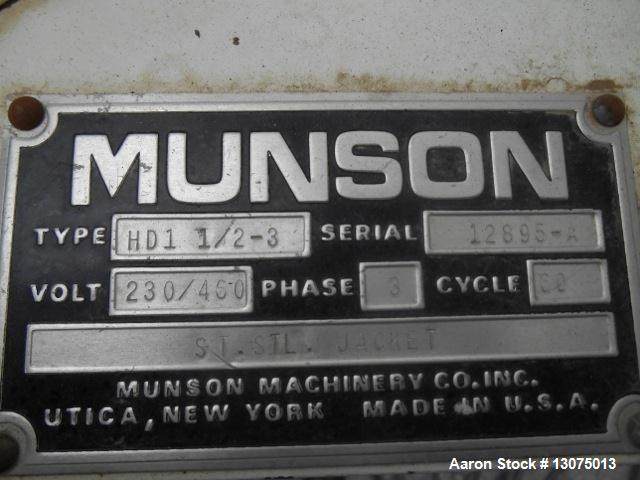 MUNSON
TYPE HD1 1/2-3 SERIAL 12895-A
VOLT 230/460 PHASE 3 CYCLE 60
ST.STL. JACKET
MUNSON MACHINERY CO. INC.
UTICA, NEW YORK MADE IN U.S.A.
Aaron Stock # 13075013